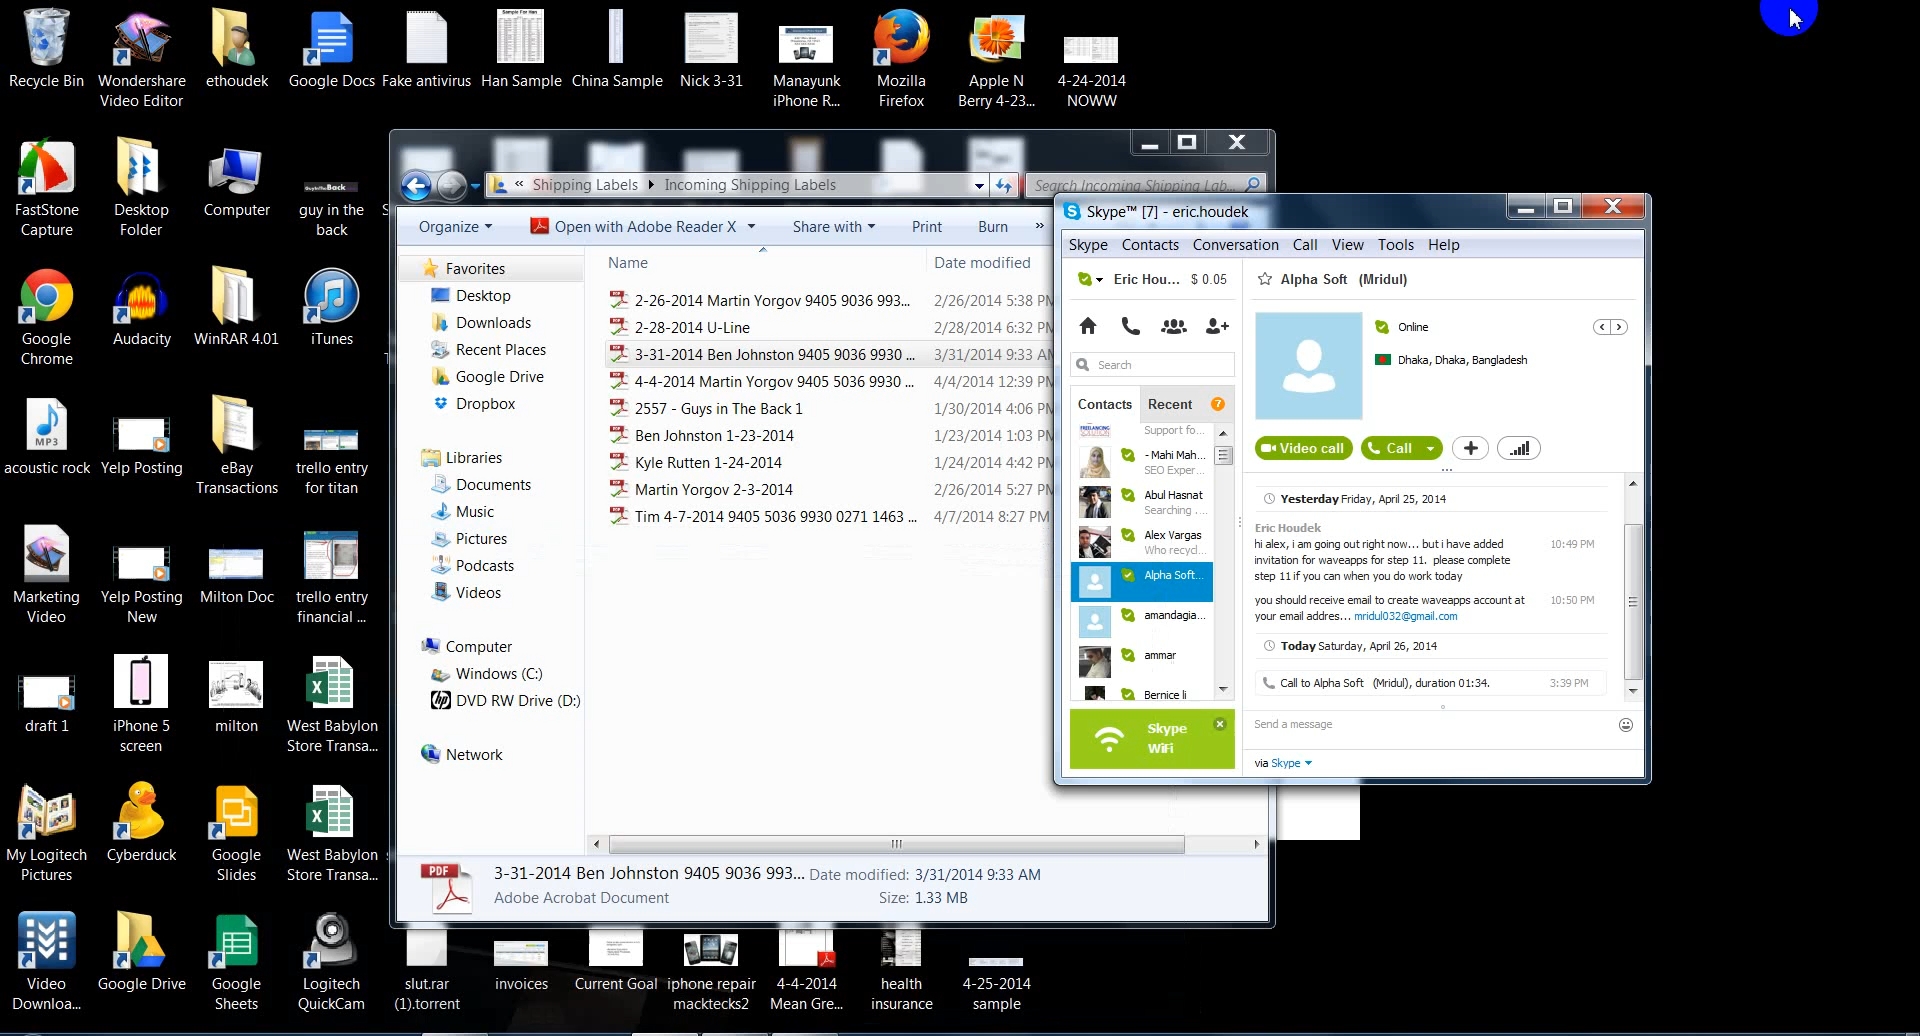 Recycle Bin
Wondershare
Video Editor
ethoudek
Google Docs
Fake antivirus
Han Sample
China Sample
Nick 3-31
Manayunk
iPhone R...
Mozilla
Firefox
Apple N
Berry 4-23...
4-24-2014
NOWW
Sample For Han
FastStone
Capture
Desktop
Folder
Computer
guy in the
back
Google
Chrome
Audacity
WinRAR 4.01
iTunes
MP3
acoustic rock
Yelp Posting
eBay
Transactions
trello entry
for titan
Marketing
Video
Yelp Posting
New
Milton Doc
trello entry
financial ...
draft 1
iPhone 5
screen
milton
West Babylon
Store Transa...
My Logitech
Pictures
Cyberduck
Google
Slides
West Babylon
Store Transa...
Video
Downloa...
Google Drive
Google
Sheets
Logitech
QuickCam
slut.rar
(1).torrent
invoices
Current Goal
iphone repair
macktecks2
4-4-2014
Mean Gre...
health
insurance
4-25-2014
sample
« Shipping Labels Incoming Shipping Labels
Search Incoming Shipping Lab...
Organize
Open with Adobe Reader X
Share with
Print
Burn
»
Favorites
Desktop
Downloads
Recent Places
Google Drive
Dropbox
Libraries
Documents
Music
Pictures
Podcasts
Videos
Computer
Windows (C:)
DVD RW Drive (D:)
Network
Name Date modified
2-26-2014 Martin Yorgov 9405 9036 993... 2/26/2014 5:38 PM
2-28-2014 U-Line 2/28/2014 6:32 PM
3-31-2014 Ben Johnston 9405 9036 9930 ... 3/31/2014 9:33 AM
4-4-2014 Martin Yorgov 9405 5036 9930 ... 4/4/2014 12:39 PM
2557 - Guys in The Back 1 1/30/2014 4:06 PM
Ben Johnston 1-23-2014 1/23/2014 1:03 PM
Kyle Rutten 1-24-2014 1/24/2014 4:42 PM
Martin Yorgov 2-3-2014 2/26/2014 5:27 PM
Tim 4-7-2014 9405 5036 9930 0271 1463 ... 4/7/2014 8:27 PM
PDF
3-31-2014 Ben Johnston 9405 9036 993... Date modified: 3/31/2014 9:33 AM
Adobe Acrobat Document Size: 1.33 MB
Skype™ [7] - eric.houdek
Skype Contacts Conversation Call View Tools Help
Eric Hou... $ 0.05
Search
Contacts Recent 7
FREELANCING
SOLUTION
Support fo...
- Mahi Mah...
SEO Exper...
Abul Hasnat
Searching ...
Alex Vargas
Who recycl...
Alpha Soft...
amandagia...
ammar
Bernice li
Skype
WiFi
Alpha Soft (Mridul)
Online
Dhaka, Dhaka, Bangladesh
Video call
Call
Yesterday Friday, April 25, 2014
Eric Houdek
hi alex, i am going out right now... but i have added 10:49 PM
invitation for waveapps for step 11. please complete
step 11 if you can when you do work today
you should receive email to create waveapps account at 10:50 PM
your email addres... mridul032@gmail.com
Today Saturday, April 26, 2014
Call to Alpha Soft (Mridul), duration 01:34. 3:39 PM
Send a message
via Skype